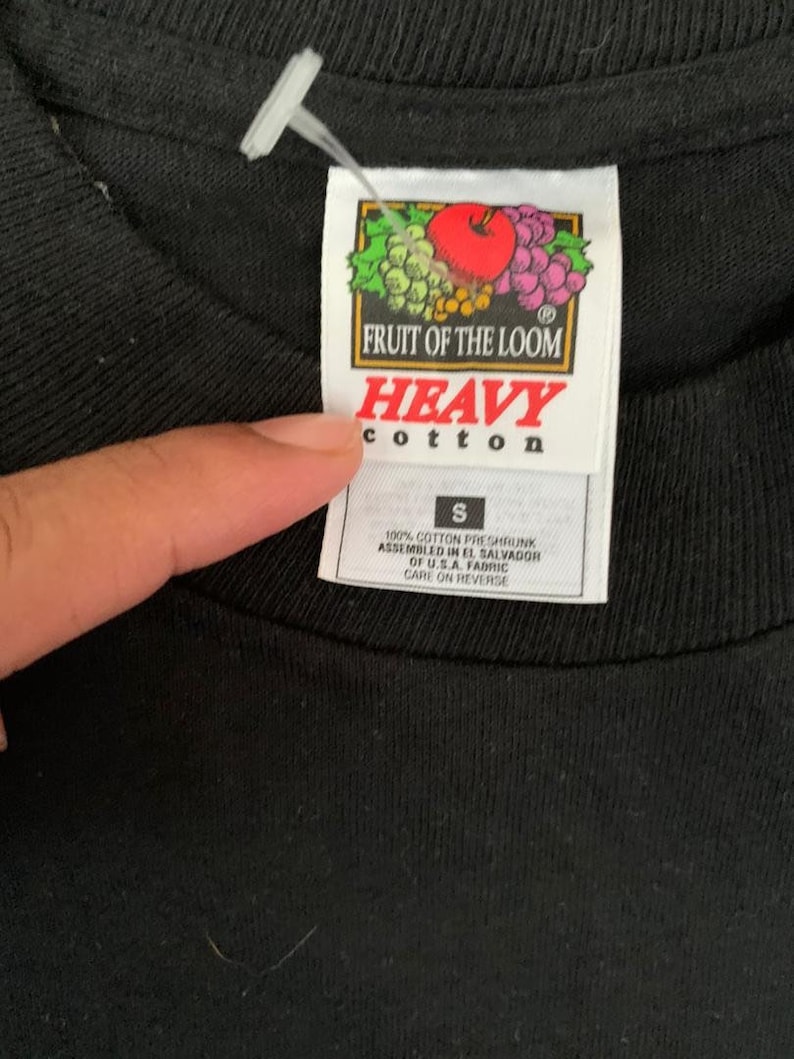 ®
FRUIT OF THE LOOM
HEAVY
cotton
S
100% COTTON PRESHRUNK
ASSEMBLED IN EL SALVADOR
OF U.S.A. FABRIC
CARE ON REVERSE